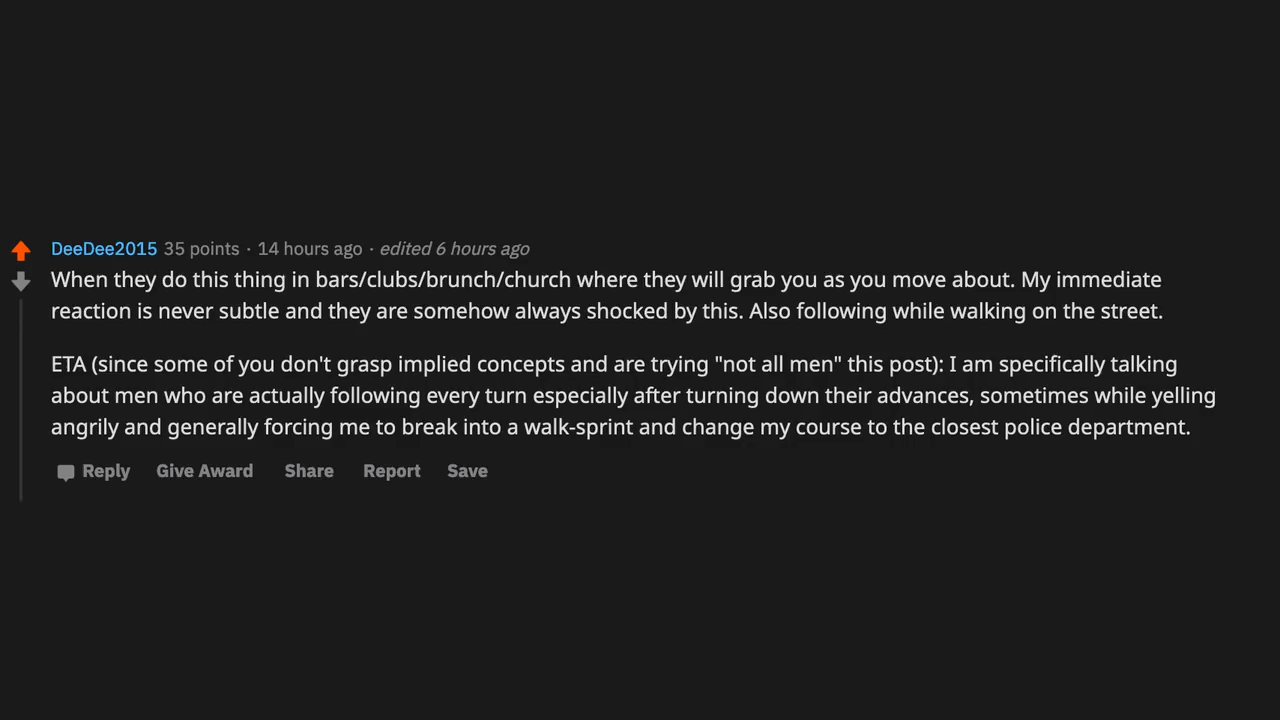 DeeDee2015 35 points · 14 hours ago · edited 6 hours ago
When they do this thing in bars/clubs/brunch/church where they will grab you as you move about. My immediate
reaction is never subtle and they are somehow always shocked by this. Also following while walking on the street.
ETA (since some of you don't grasp implied concepts and are trying "not all men" this post): I am specifically talking
about men who are actually following every turn especially after turning down their advances, sometimes while yelling
angrily and generally forcing me to break into a walk-sprint and change my course to the closest police department.
Reply Give Award Share Report Save